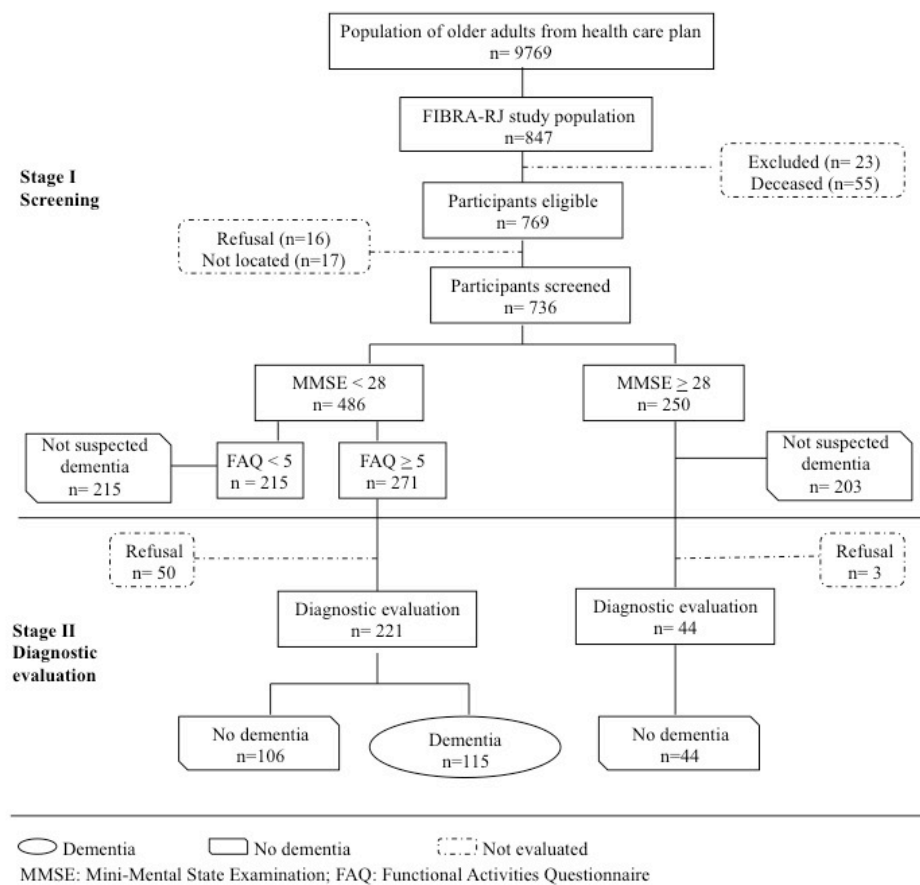 Population of older adults from health care plan
n= 9769
FIBRA-RJ study population
n=847
Excluded (n= 23)
Deceased (n=55)
Stage I
Screening
Participants eligible
n= 769
Refusal (n=16)
Not located (n=17)
Participants screened
n= 736
MMSE < 28
n= 486
MMSE ≥ 28
n= 250
Not suspected
dementia
n= 215
FAQ < 5
n = 215
FAQ ≥ 5
n= 271
Not suspected
dementia
n= 203
Refusal
n= 50
Refusal
n= 3
Stage II
Diagnostic
evaluation
Diagnostic evaluation
n= 221
Diagnostic evaluation
n= 44
No dementia
n=106
Dementia
n=115
No dementia
n=44
Dementia
No dementia
Not evaluated
MMSE: Mini-Mental State Examination; FAQ: Functional Activities Questionnaire